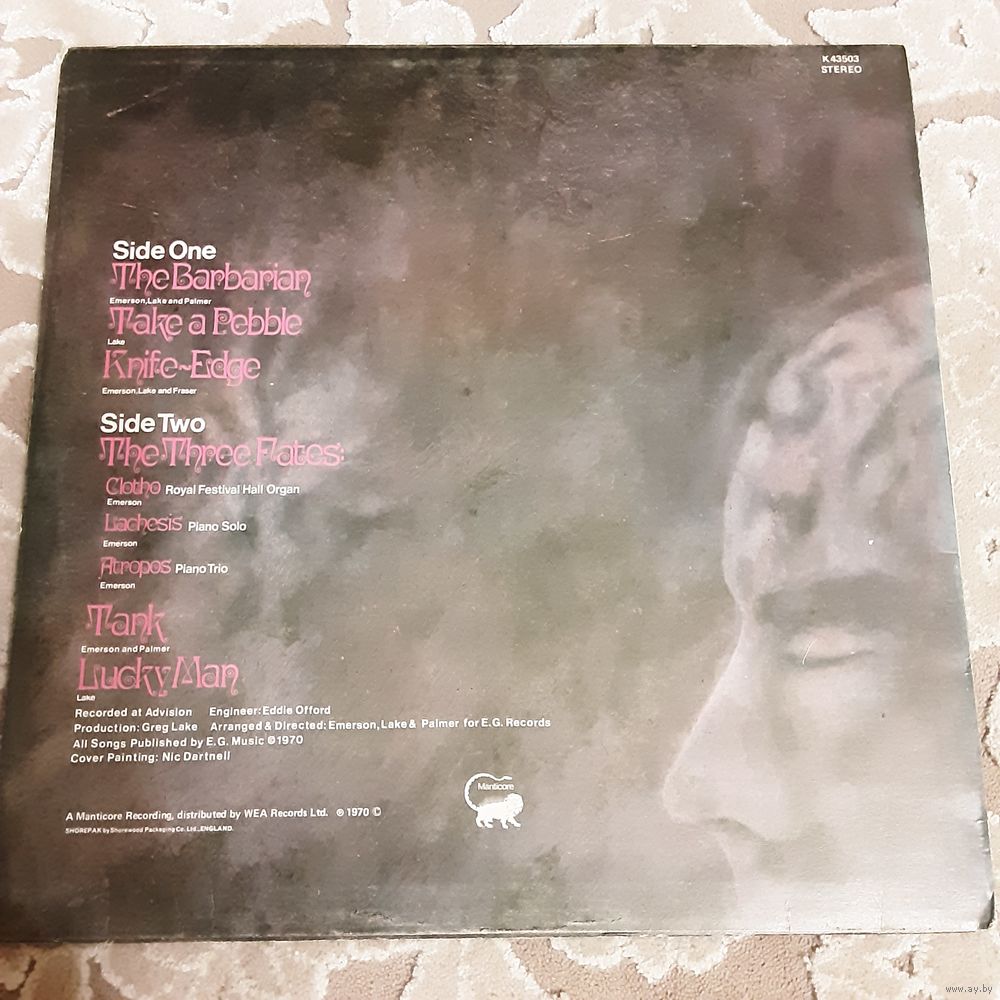 K 43503
STEREO
Side One
The Barbarian
Emerson, Lake and Palmer
Take a Pebble
Lake
Knife~Edge
Emerson, Lake and Fraser
Side Two
The Three Fates:
Clotho Royal Festival Hall Organ
Emerson
Lachesis Piano Solo
Emerson
Atropos Piano Trio
Emerson
Tank
Emerson and Palmer
Lucky Man
Lake
Recorded at Advision Engineer: Eddie Offord
Production: Greg Lake Arranged & Directed: Emerson, Lake & Palmer for E.G. Records
All Songs Published by E.G. Music © 1970
Cover Painting: Nic Dartnell
Manticore
A Manticore Recording, distributed by WEA Records Ltd. ℗ 1970 ©
SHOREPAK by Shorewood Packaging Co. Ltd., ENGLAND.
www.ay.by